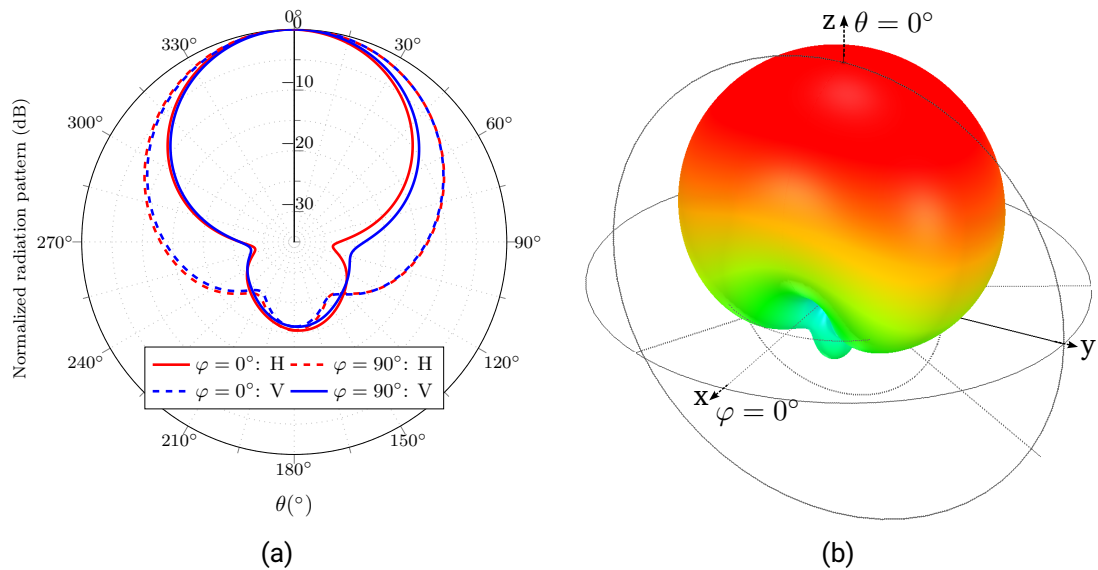 0°
0
330°
30°
−10
300°
60°
−20
−30
270°
90°
240°
120°
210°
150°
180°
Normalized radiation pattern (dB)
φ = 0°: H
φ = 90°: H
φ = 0°: V
φ = 90°: V
θ(°)
(a)
z
θ = 0°
y
x
φ = 0°
(b)